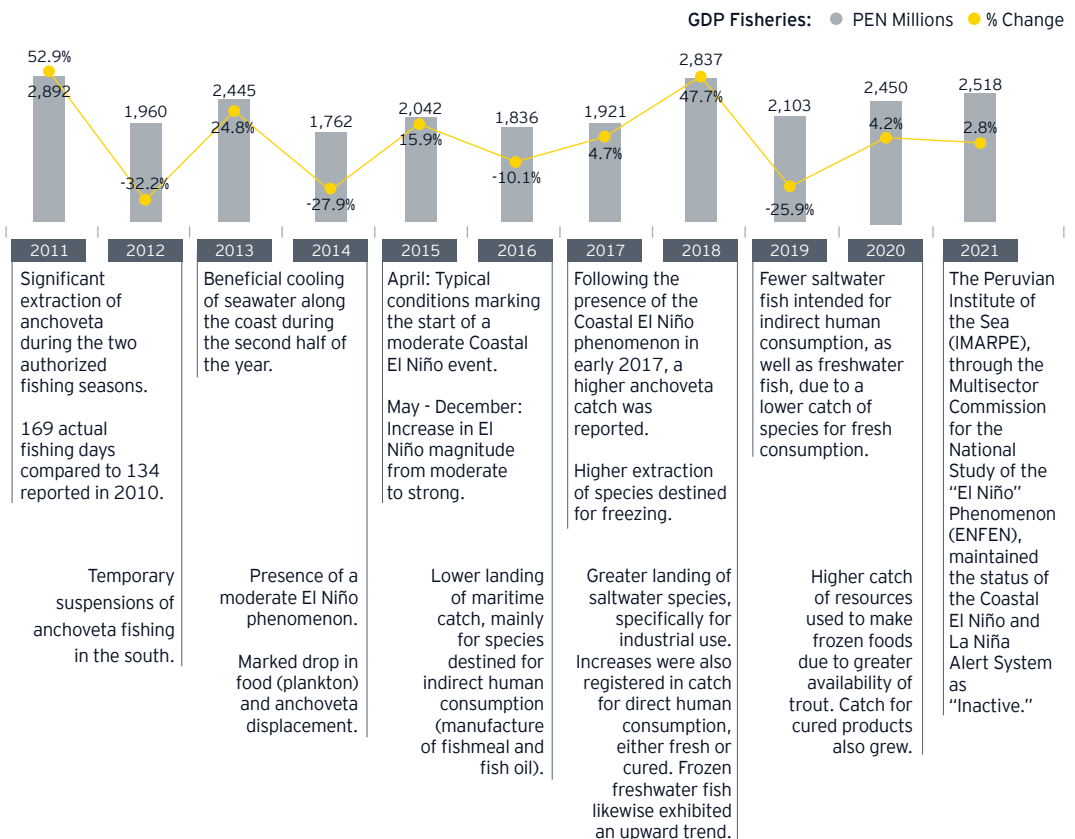 GDP Fisheries: PEN Millions % Change
52.9%
2,892
1,960
-32.2%
2,445
24.8%
1,762
-27.9%
2,042
15.9%
1,836
-10.1%
1,921
4.7%
2,837
47.7%
2,103
-25.9%
2,450
4.2%
2,518
2.8%
2011
2012
2013
2014
2015
2016
2017
2018
2019
2020
2021
Significant
extraction of
anchoveta
during the two
authorized
fishing seasons.
169 actual
fishing days
compared to 134
reported in 2010.
Temporary
suspensions of
anchoveta fishing
in the south.
Beneficial cooling
of seawater along
the coast during
the second half of
the year.
Presence of a
moderate El Niño
phenomenon.
Marked drop in
food (plankton)
and anchoveta
displacement.
April: Typical
conditions marking
the start of a
moderate Coastal
El Niño event.
May - December:
Increase in El
Niño magnitude
from moderate
to strong.
Lower landing
of maritime
catch, mainly
for species
destined for
indirect human
consumption
(manufacture
of fishmeal and
fish oil).
Following the
presence of the
Coastal El Niño
phenomenon in
early 2017, a
higher anchoveta
catch was
reported.
Higher extraction
of species destined
for freezing.
Greater landing of
saltwater species,
specifically for
industrial use.
Increases were also
registered in catch
for direct human
consumption,
either fresh or
cured. Frozen
freshwater fish
likewise exhibited
an upward trend.
Fewer saltwater
fish intended for
indirect human
consumption, as
well as freshwater
fish, due to a
lower catch of
species for fresh
consumption.
Higher catch
of resources
used to make
frozen foods
due to greater
availability of
trout. Catch for
cured products
also grew.
The Peruvian
Institute of
the Sea
(IMARPE),
through the
Multisector
Commission
for the
National
Study of the
“El Niño”
Phenomenon
(ENFEN),
maintained
the status of
the Coastal
El Niño and
La Niña
Alert System
as
“Inactive.”